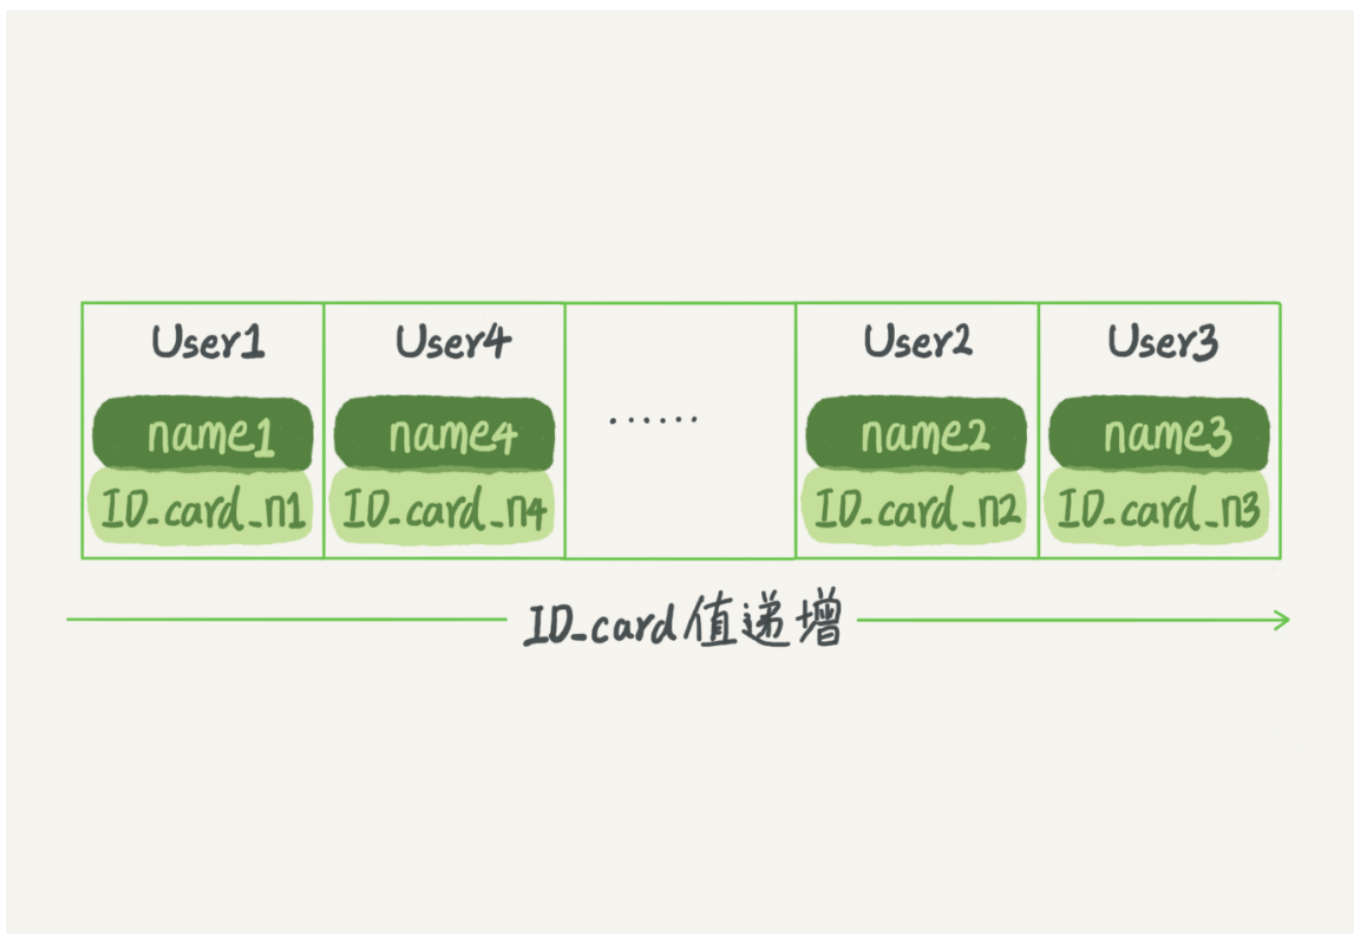 User1
name1
ID_card_n1
User4
name4
ID_card_n4
......
User2
name2
ID_card_n2
User3
name3
ID_card_n3
ID_card值递增